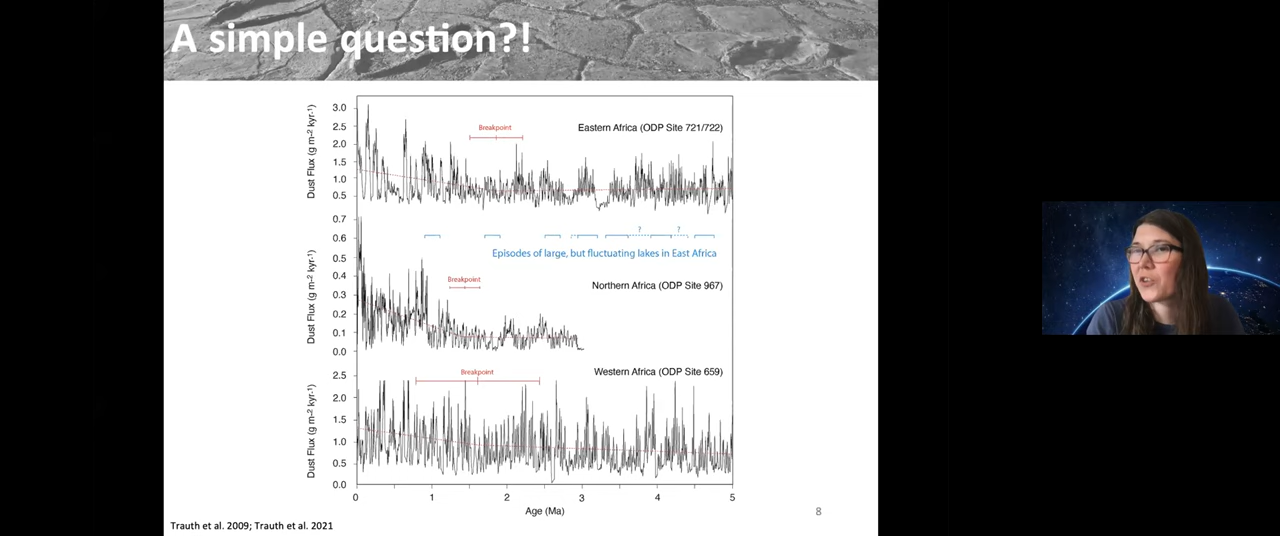 A simple question?!
Dust Flux (g m-2 kyr-1)
3.0
2.5
2.0
1.5
1.0
0.5
Breakpoint
Eastern Africa (ODP Site 721/722)
? ?
Episodes of large, but fluctuating lakes in East Africa
Dust Flux (g m-2 kyr-1)
0.7
0.6
0.5
0.4
0.3
0.2
0.1
0.0
Breakpoint
Northern Africa (ODP Site 967)
Dust Flux (g m-2 kyr-1)
2.5
2.0
1.5
1.0
0.5
0.0
Breakpoint
Western Africa (ODP Site 659)
0 1 2 3 4 5
Age (Ma)
8
Trauth et al. 2009; Trauth et al. 2021